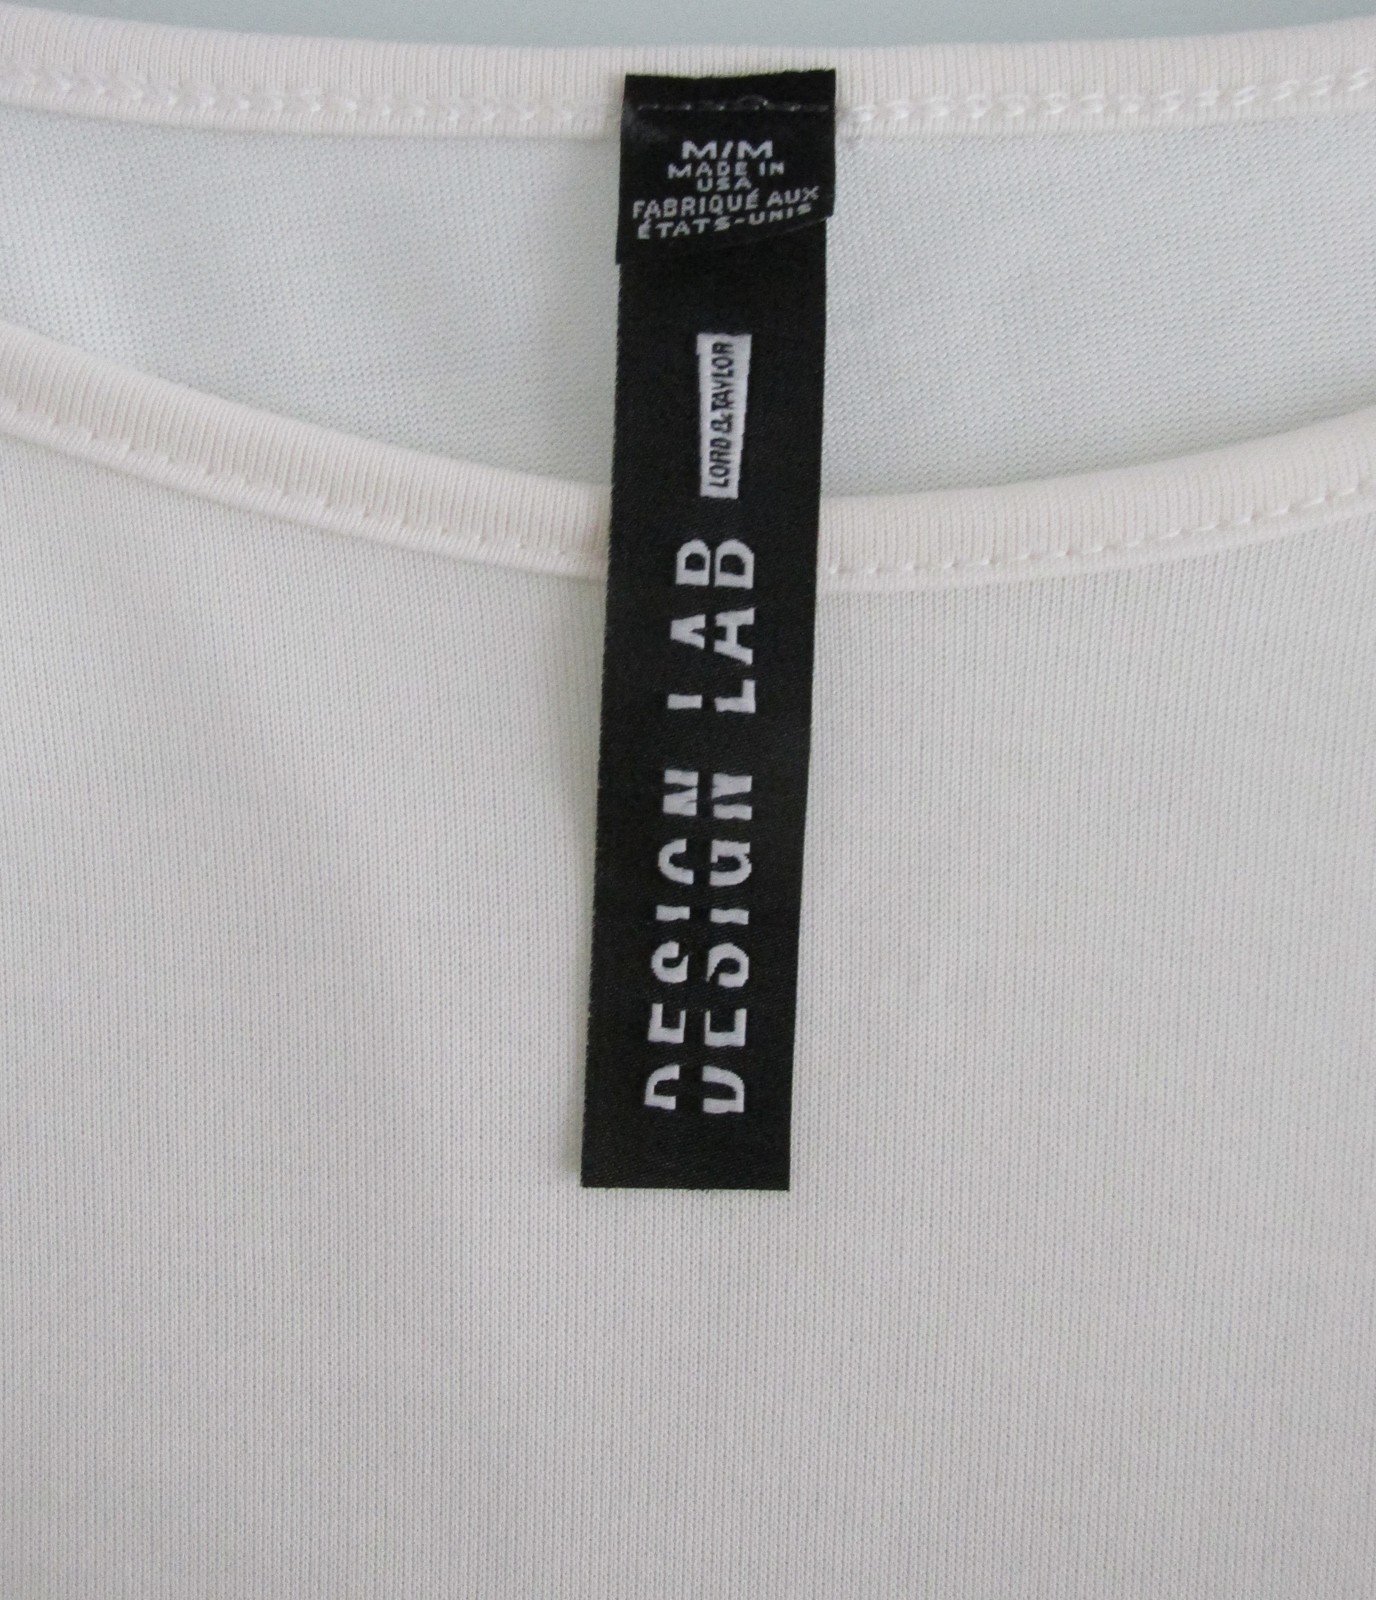 M/M
MADE IN
USA
FABRIQUÉ AUX
ÉTATS-UNIS
LORD & TAYLOR
DESIGN LAB